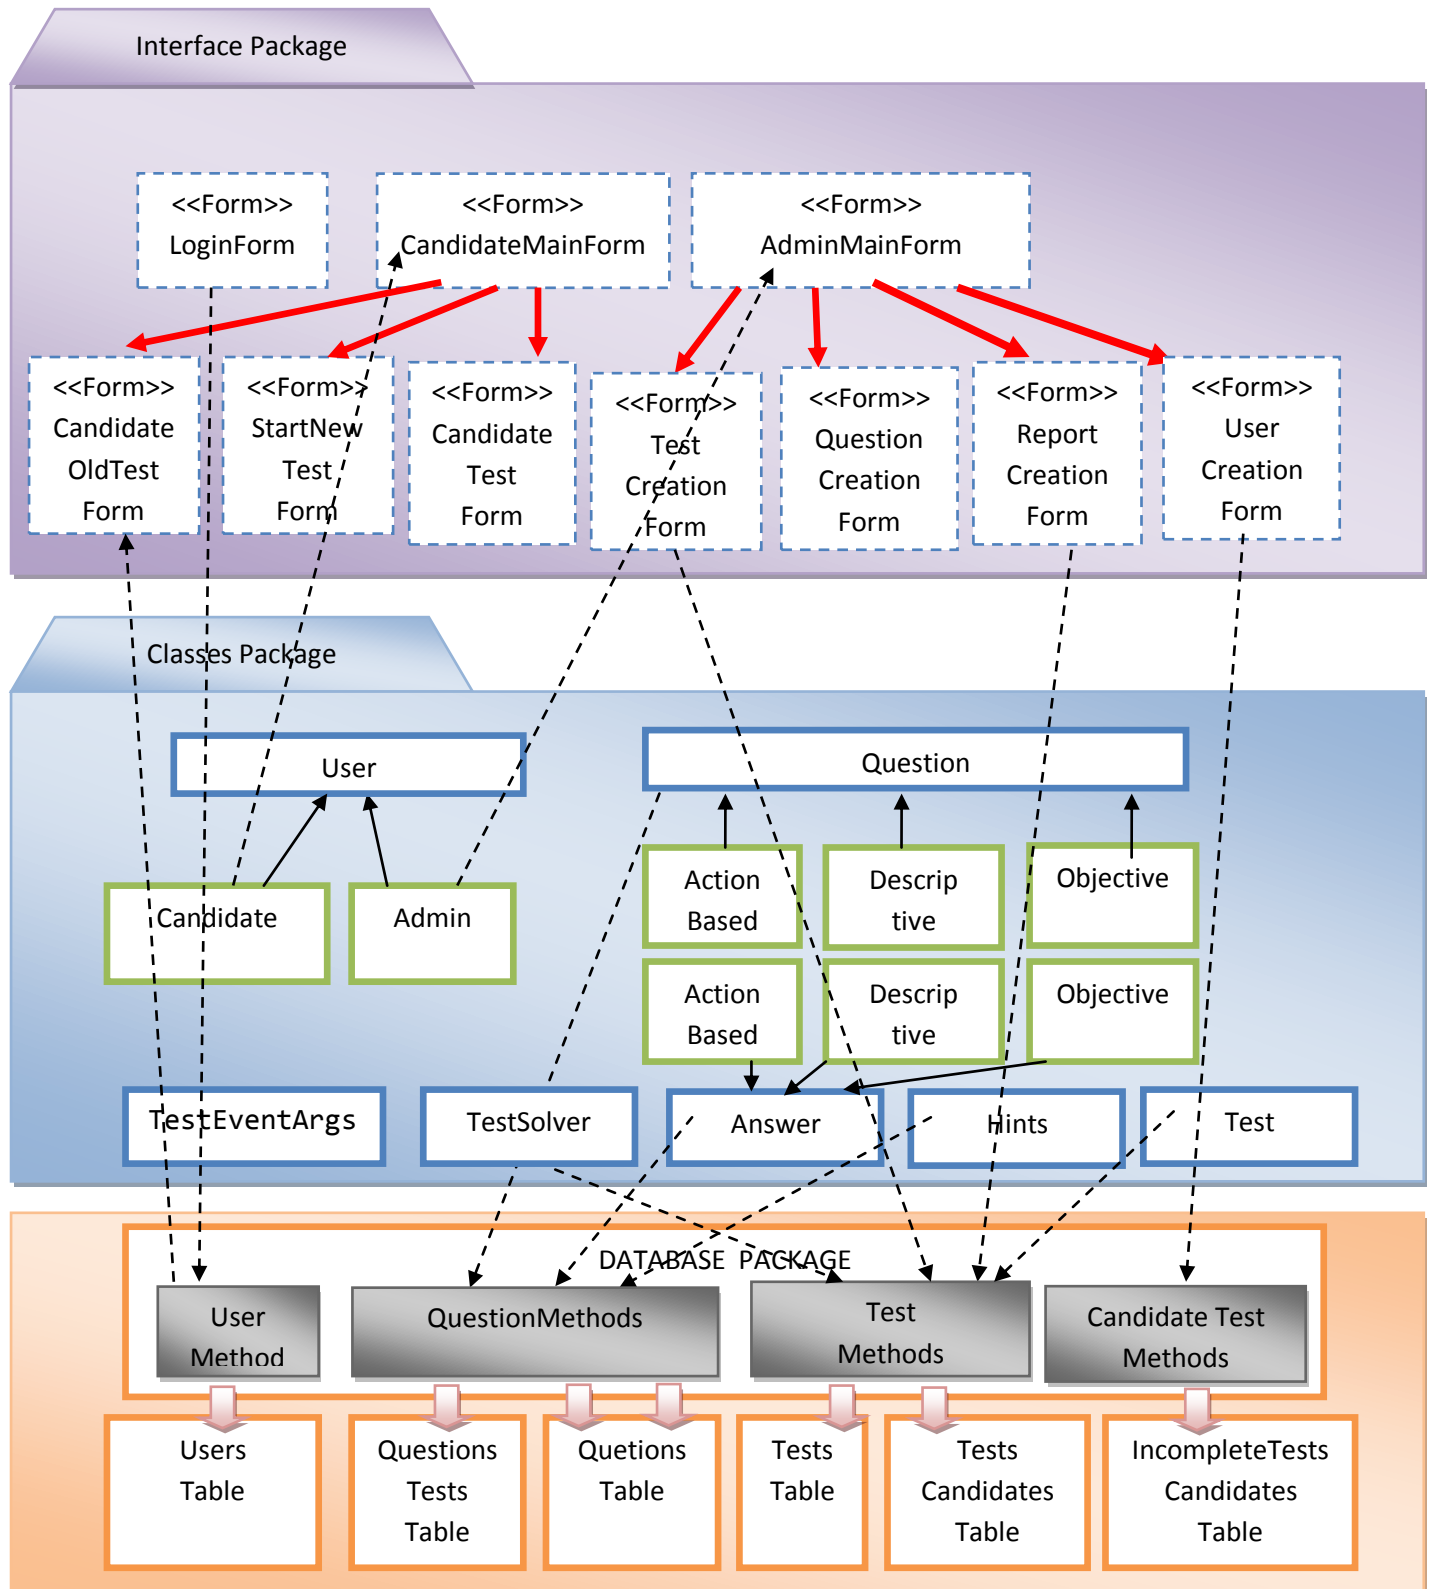 Interface Package
<<Form>>
LoginForm
<<Form>>
CandidateMainForm
<<Form>>
AdminMainForm
<<Form>>
Candidate
OldTest
Form
<<Form>>
StartNew
Test
Form
<<Form>>
Candidate
Test
Form
<<Form>>
Test
Creation
Form
<<Form>>
Question
Creation
Form
<<Form>>
Report
Creation
Form
<<Form>>
User
Creation
Form
Classes Package
User
Question
Candidate
Admin
Action
Based
Descrip
tive
Objective
Action
Based
Descrip
tive
Objective
TestEventArgs
TestSolver
Answer
Hints
Test
DATABASE PACKAGE
User
Method
QuestionMethods
Test
Methods
Candidate Test
Methods
Users
Table
Questions
Tests
Table
Quetions
Table
Tests
Table
Tests
Candidates
Table
IncompleteTests
Candidates
Table